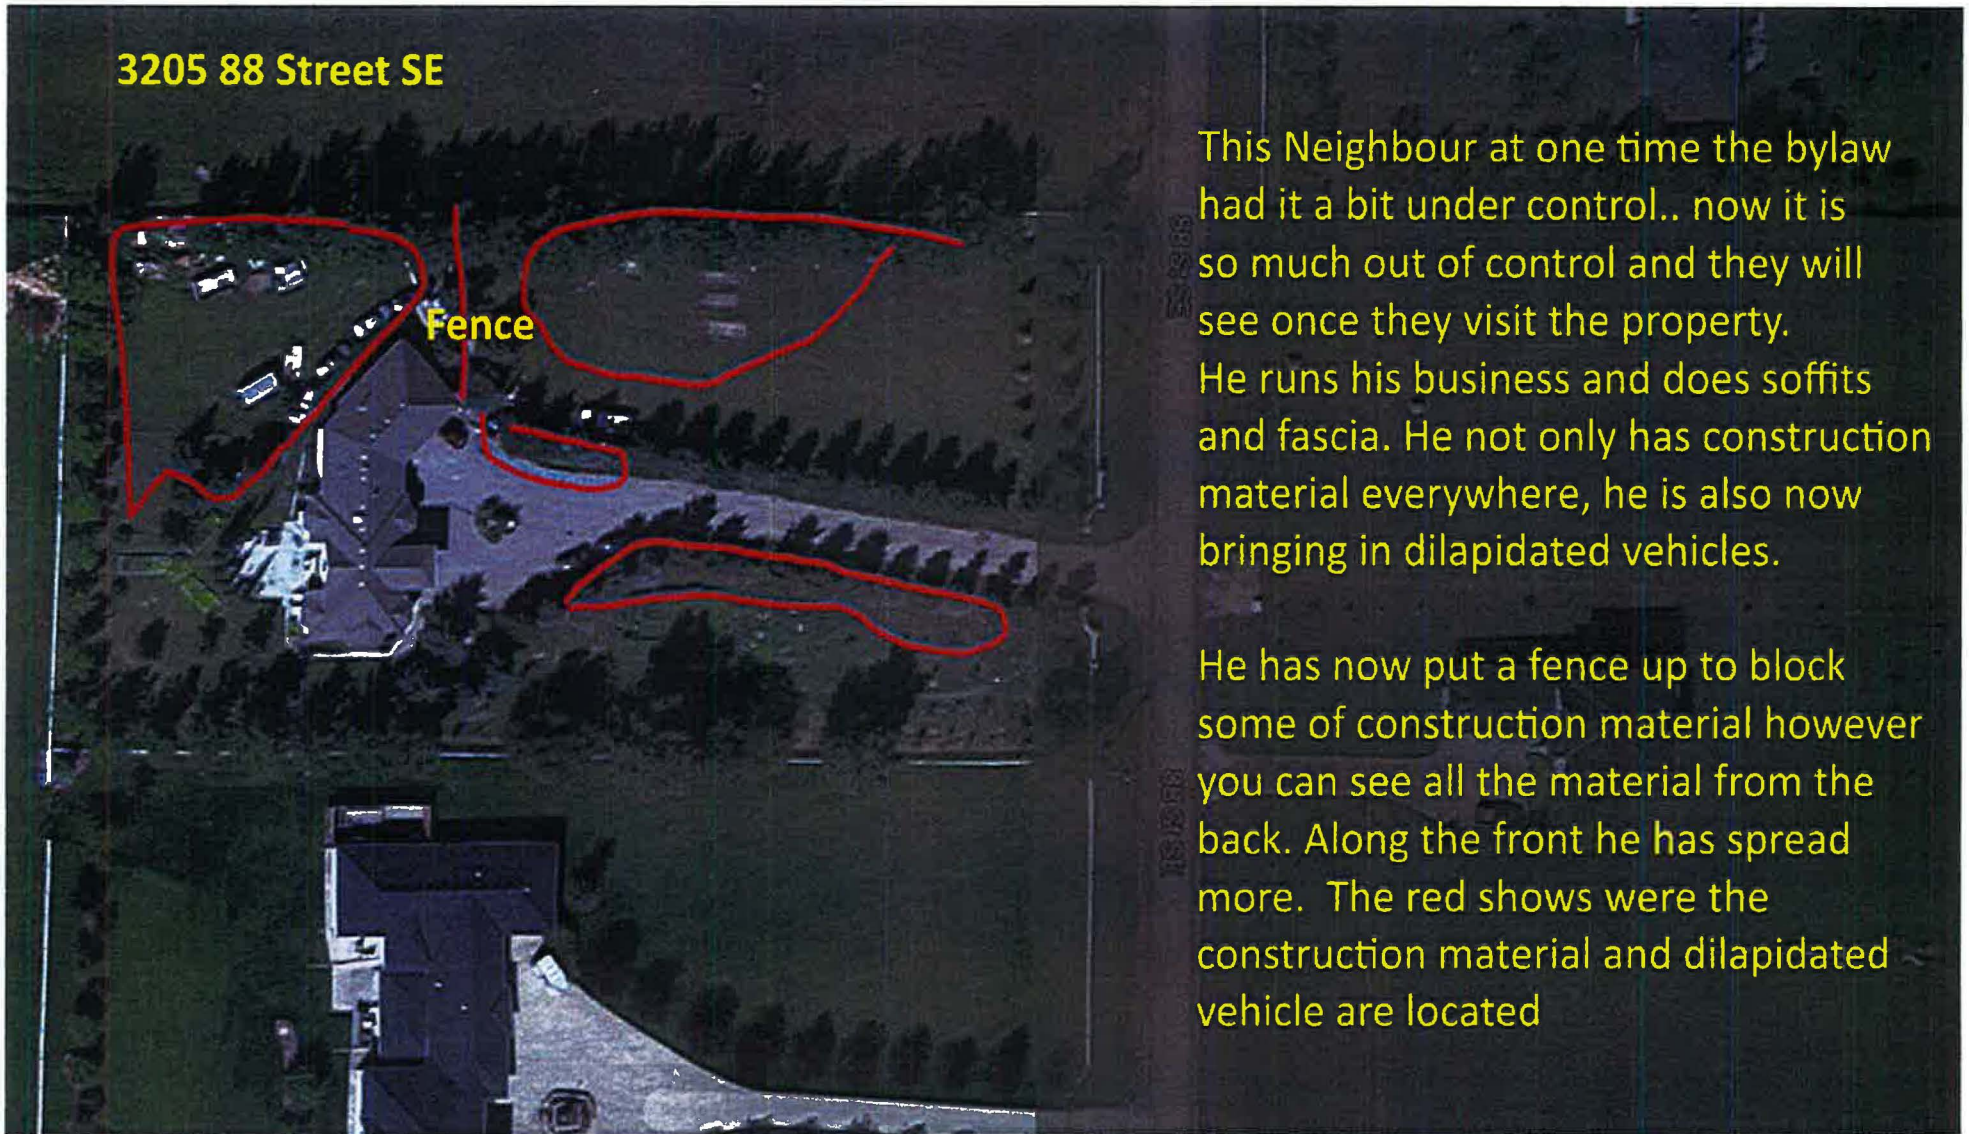 3205 88 Street SE
This Neighbour at one time the bylaw
had it a bit under control.. now it is
so much out of control and they will
see once they visit the property.
He runs his business and does soffits
and fascia. He not only has construction
material everywhere, he is also now
bringing in dilapidated vehicles.
He has now put a fence up to block
some of construction material however
you can see all the material from the
back. Along the front he has spread
more.  The red shows were the
construction material and dilapidated
vehicle are located
Fence